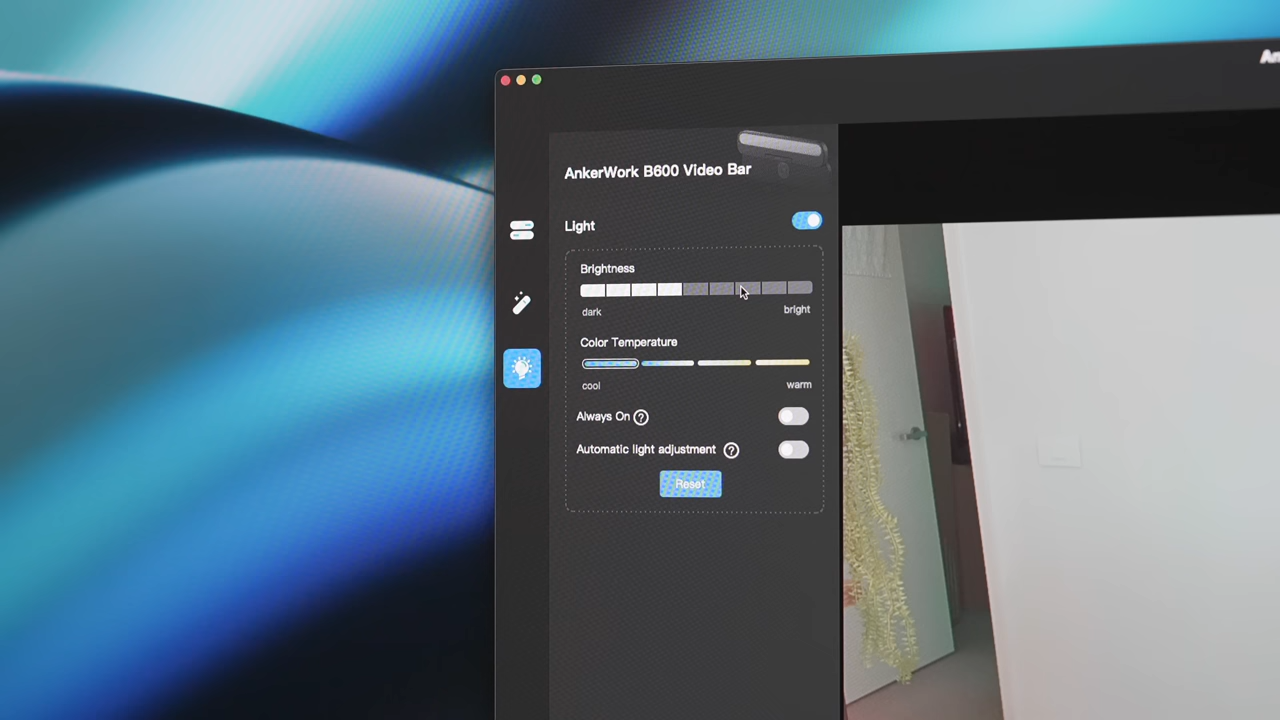 AnkerWork B600 Video Bar
Light
Brightness
dark bright
Color Temperature
cool warm
Always On ?
Automatic light adjustment ?
Reset